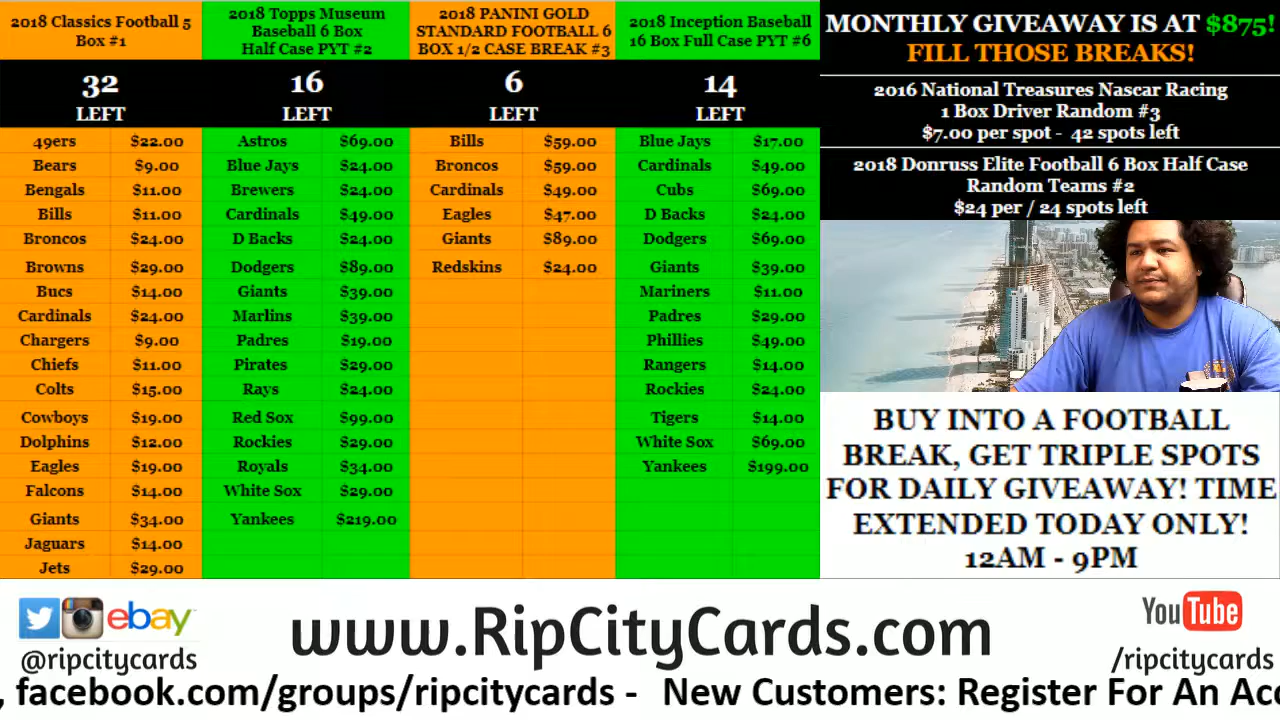 2018 Classics Football 5
Box #1
32
LEFT
49ers $22.00
Bears $9.00
Bengals $11.00
Bills $11.00
Broncos $24.00
Browns $29.00
Bucs $14.00
Cardinals $24.00
Chargers $9.00
Chiefs $11.00
Colts $15.00
Cowboys $19.00
Dolphins $12.00
Eagles $19.00
Falcons $14.00
Giants $34.00
Jaguars $14.00
Jets $29.00
2018 Topps Museum
Baseball 6 Box
Half Case PYT #2
16
LEFT
Astros $69.00
Blue Jays $24.00
Brewers $24.00
Cardinals $49.00
D Backs $24.00
Dodgers $89.00
Giants $39.00
Marlins $39.00
Padres $19.00
Pirates $29.00
Rays $24.00
Red Sox $99.00
Rockies $29.00
Royals $34.00
White Sox $29.00
Yankees $219.00
2018 PANINI GOLD
STANDARD FOOTBALL 6
BOX 1/2 CASE BREAK #3
6
LEFT
Bills $59.00
Broncos $59.00
Cardinals $49.00
Eagles $47.00
Giants $89.00
Redskins $24.00
2018 Inception Baseball
16 Box Full Case PYT #6
14
LEFT
Blue Jays $17.00
Cardinals $49.00
Cubs $69.00
D Backs $24.00
Dodgers $69.00
Giants $39.00
Mariners $11.00
Padres $29.00
Phillies $49.00
Rangers $14.00
Rockies $24.00
Tigers $14.00
White Sox $69.00
Yankees $199.00
MONTHLY GIVEAWAY IS AT $875!
FILL THOSE BREAKS!
2016 National Treasures Nascar Racing
1 Box Driver Random #3
$7.00 per spot - 42 spots left
2018 Donruss Elite Football 6 Box Half Case
Random Teams #2
$24 per / 24 spots left
BUY INTO A FOOTBALL
BREAK, GET TRIPLE SPOTS
FOR DAILY GIVEAWAY! TIME
EXTENDED TODAY ONLY!
12AM - 9PM
ebay
@ripcitycards
www.RipCityCards.com
YouTube
/ripcitycards
, facebook.com/groups/ripcitycards - New Customers: Register For An Acc